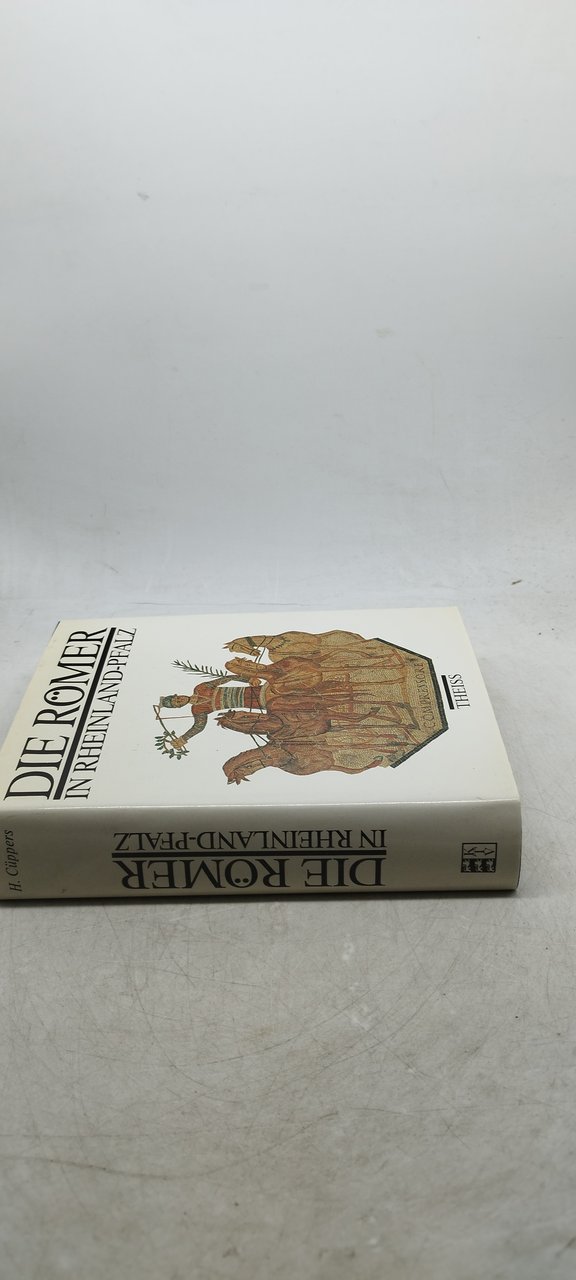 DIE RÖMER
IN RHEINLAND-PFALZ
THEISS
H. Cüppers
DIE RÖMER
IN RHEINLAND-PFALZ